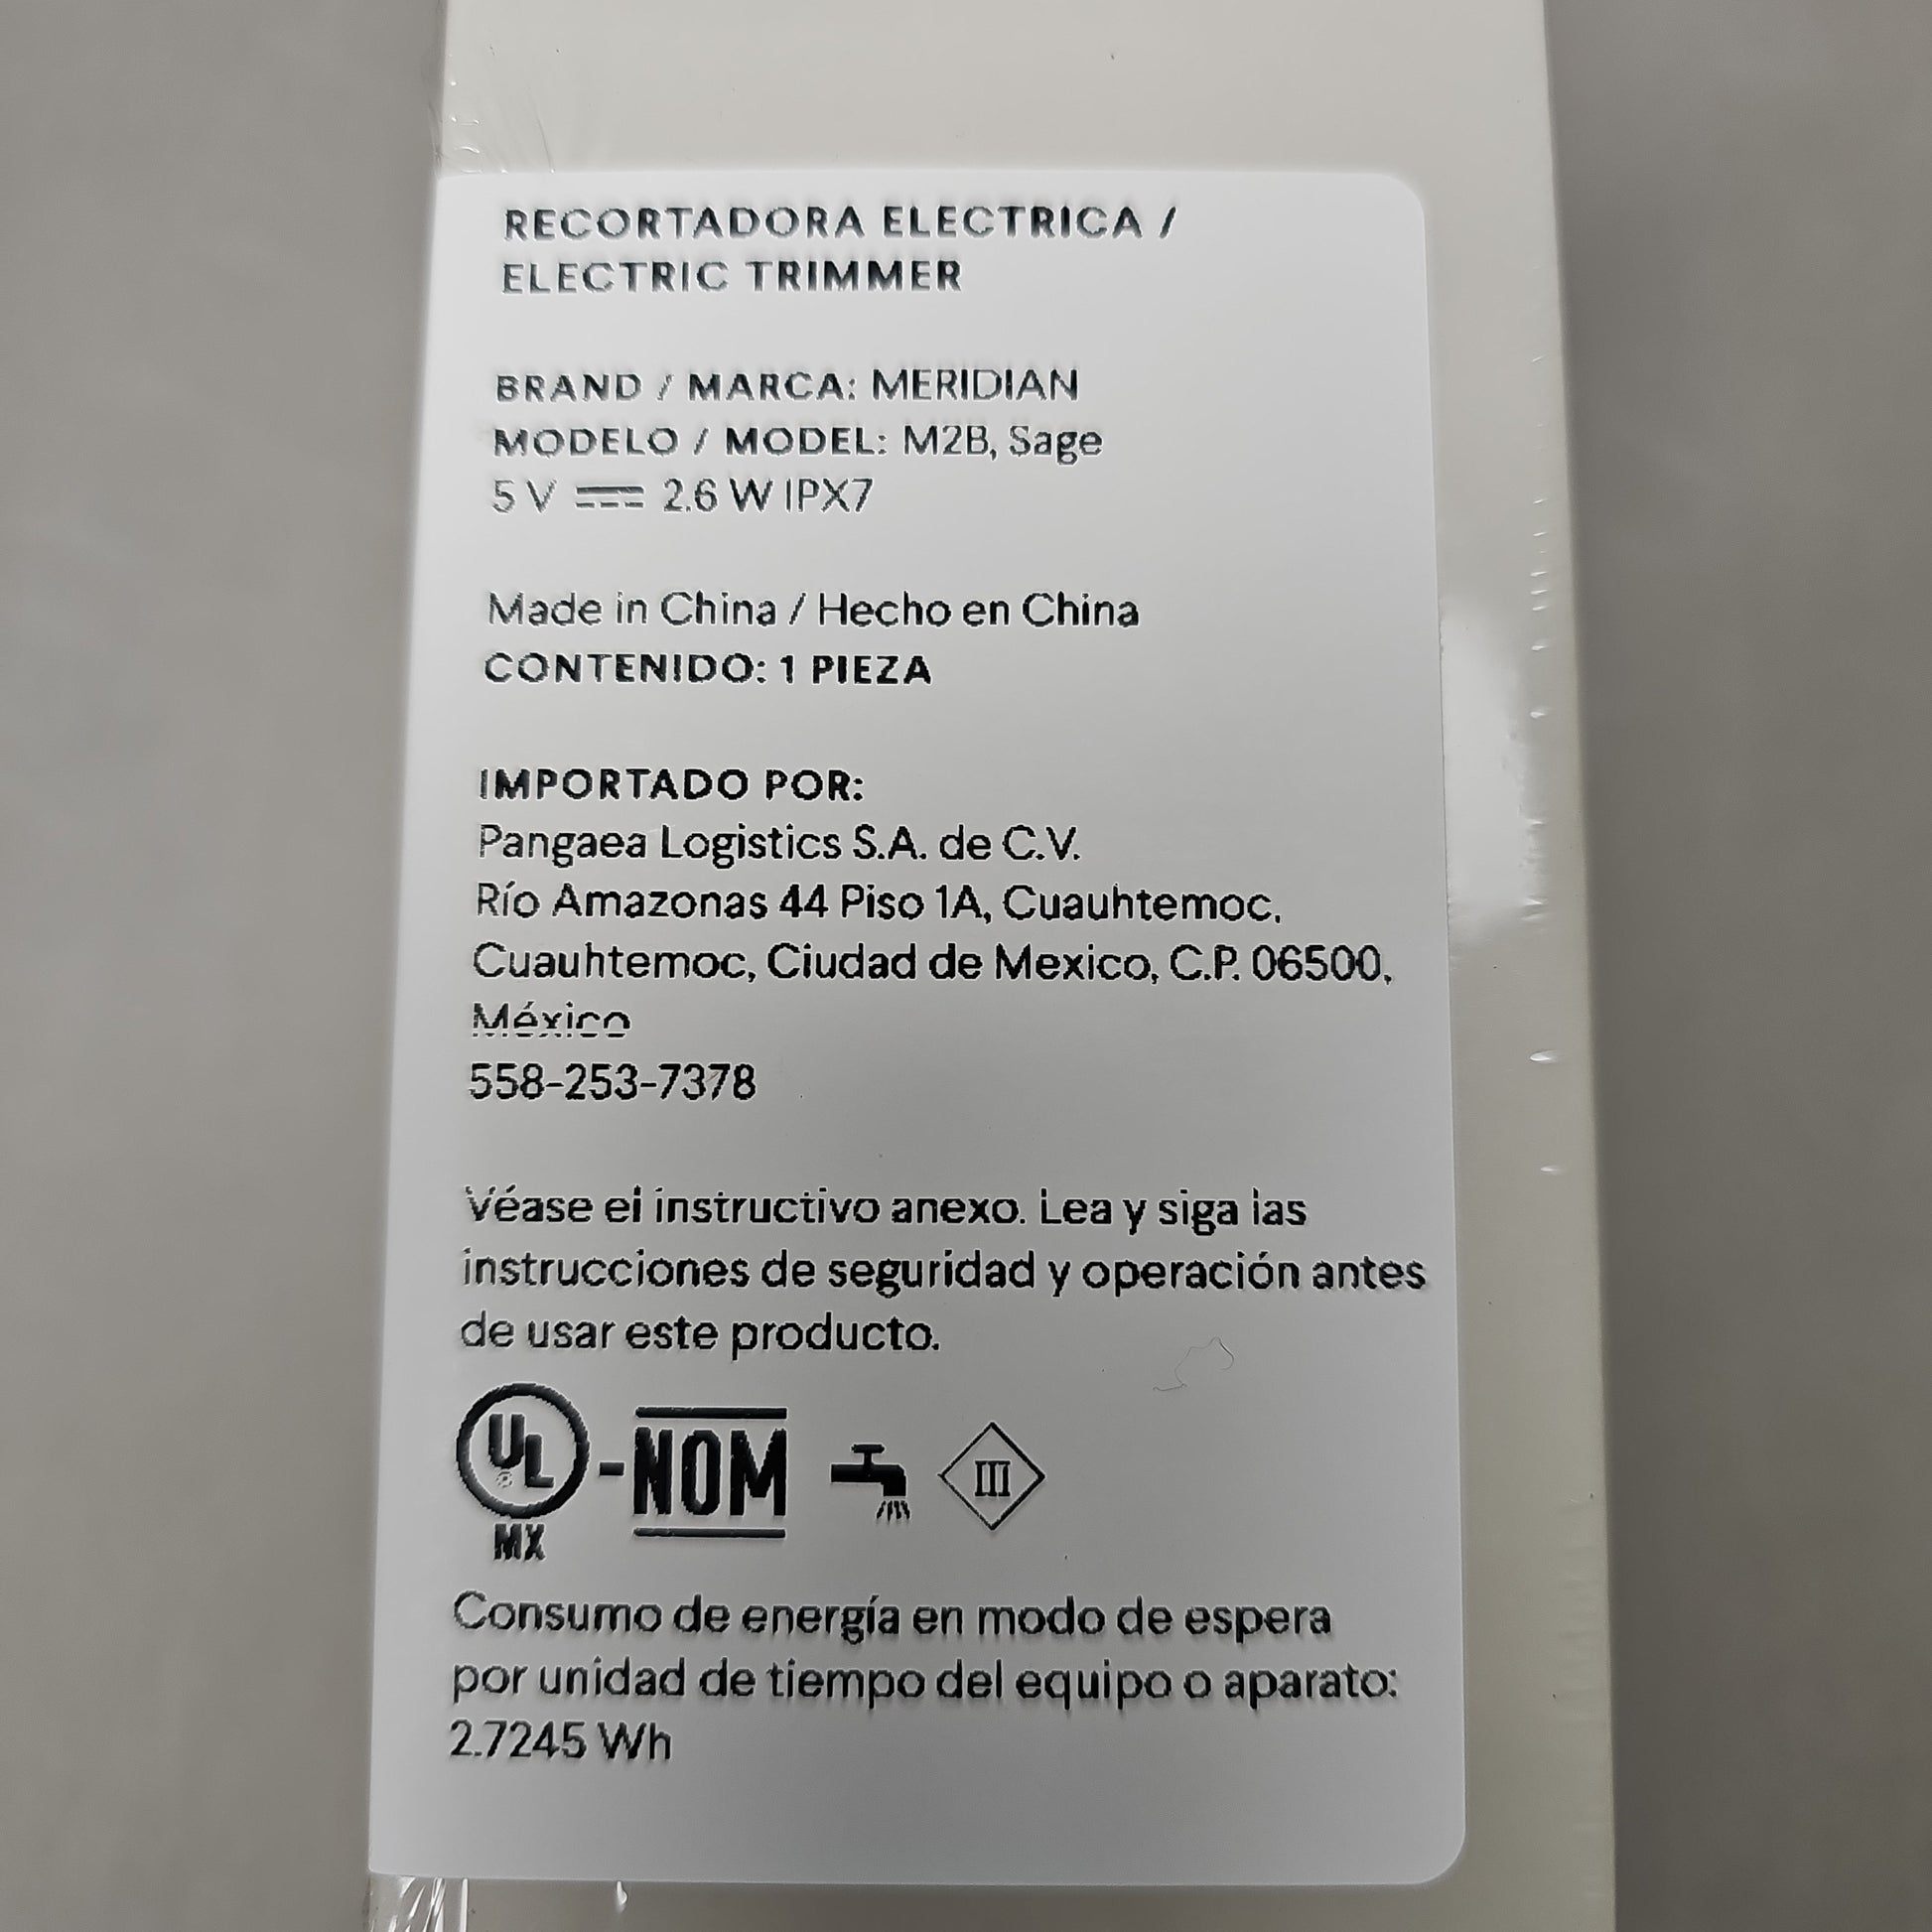 RECORTADORA ELECTRICA /
ELECTRIC TRIMMER
BRAND / MARCA: MERIDIAN
MODELO / MODEL: M2B, Sage
5 V ⎓ 2.6 W IPX7
Made in China / Hecho en China
CONTENIDO: 1 PIEZA
IMPORTADO POR:
Pangaea Logistics S.A. de C.V.
Río Amazonas 44 Piso 1A, Cuauhtemoc,
Cuauhtemoc, Ciudad de Mexico, C.P. 06500,
México
558-253-7378
Véase el instructivo anexo. Lea y siga las
instrucciones de seguridad y operación antes
de usar este producto.
UL® -NOM III
MX
Consumo de energía en modo de espera
por unidad de tiempo del equipo o aparato:
2.7245 Wh